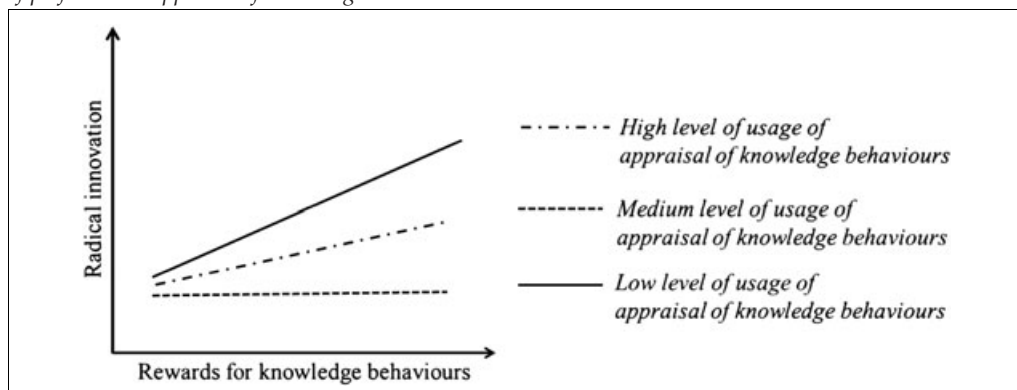 Radical innovation
High level of usage of
appraisal of knowledge behaviours
Medium level of usage of
appraisal of knowledge behaviours
Low level of usage of
appraisal of knowledge behaviours
Rewards for knowledge behaviours